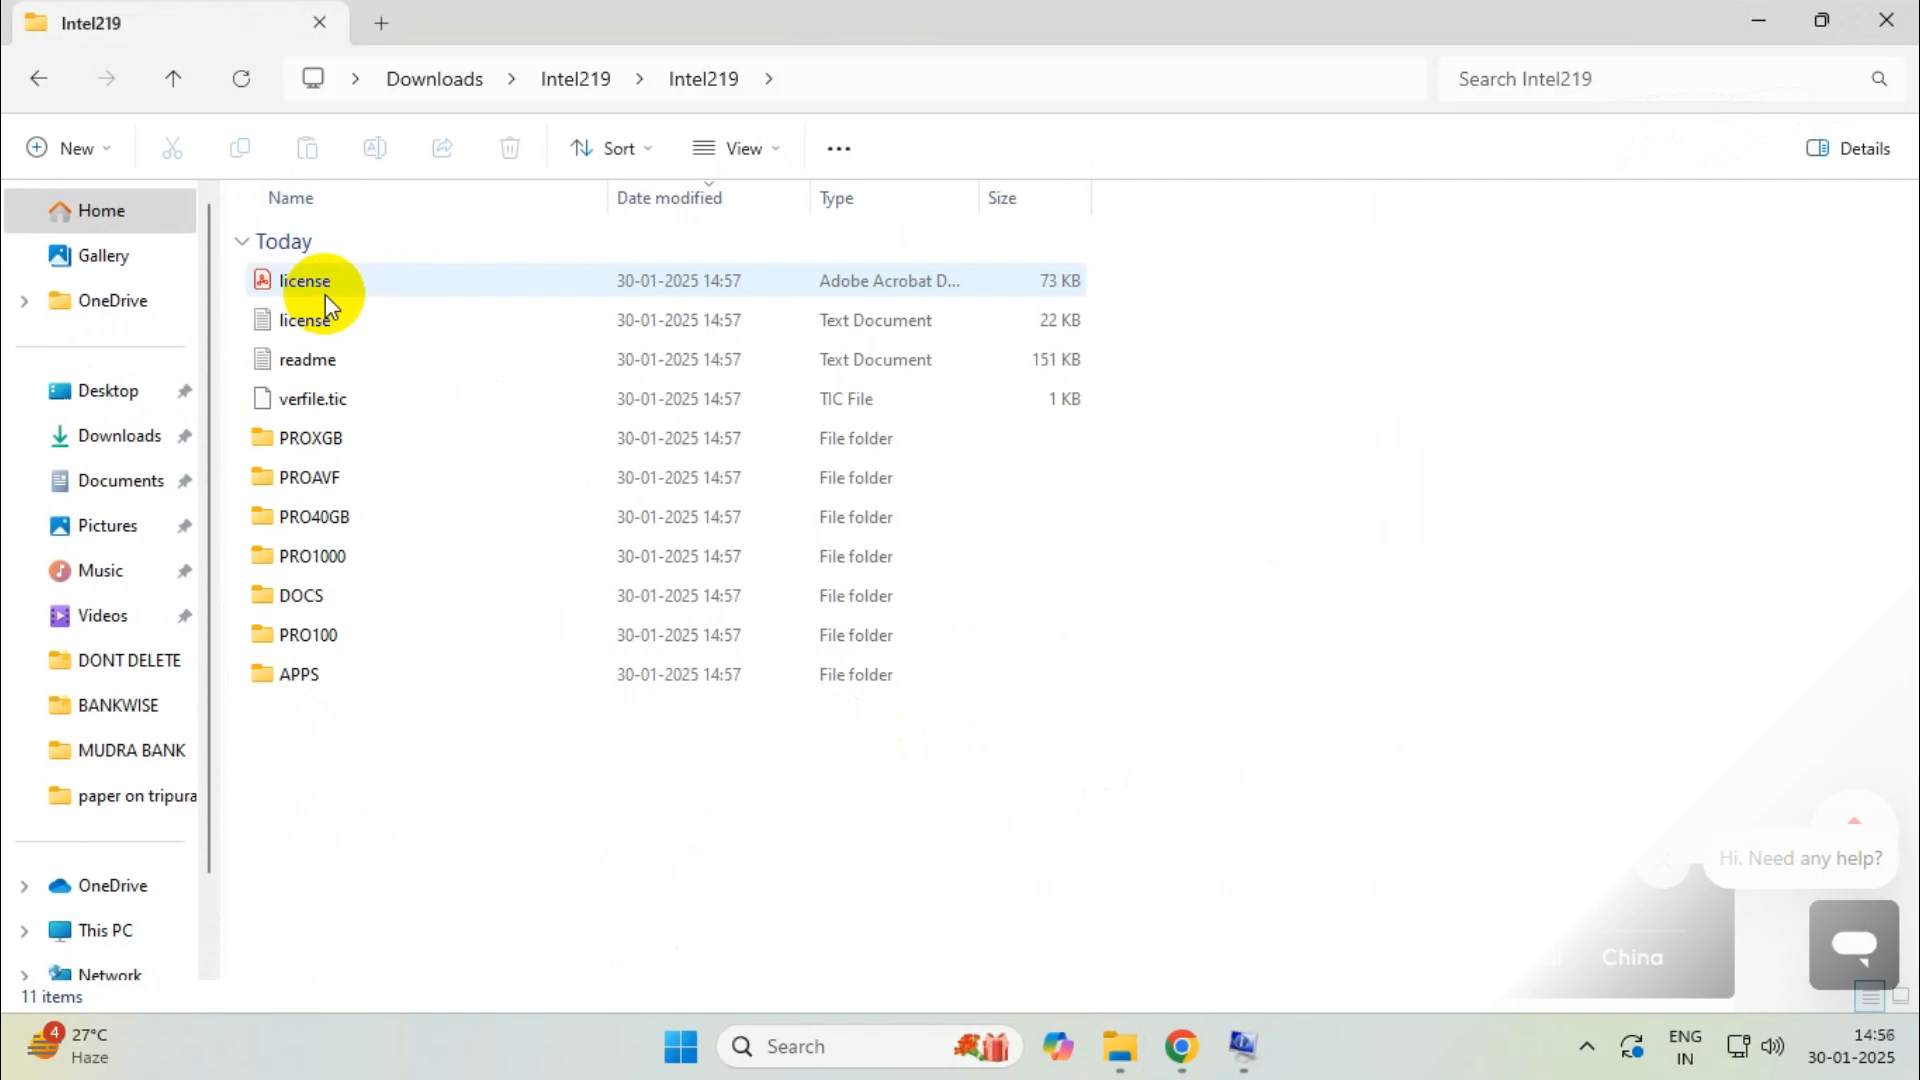 Intel219
Downloads > Intel219 > Intel219 >
Search Intel219
New
Sort
View
Details
Name
Date modified
Type
Size
Today
license 30-01-2025 14:57 Adobe Acrobat D... 73 KB
license 30-01-2025 14:57 Text Document 22 KB
readme 30-01-2025 14:57 Text Document 151 KB
verfile.tic 30-01-2025 14:57 TIC File 1 KB
PROXGB 30-01-2025 14:57 File folder
PROAVF 30-01-2025 14:57 File folder
PRO40GB 30-01-2025 14:57 File folder
PRO1000 30-01-2025 14:57 File folder
DOCS 30-01-2025 14:57 File folder
PRO100 30-01-2025 14:57 File folder
APPS 30-01-2025 14:57 File folder
Home
Gallery
OneDrive
Desktop
Downloads
Documents
Pictures
Music
Videos
DONT DELETE
BANKWISE
MUDRA BANK
paper on tripura
OneDrive
This PC
Network
11 items
Hi. Need any help?
China
4
27°C
Haze
Search
ENG
IN
14:56
30-01-2025